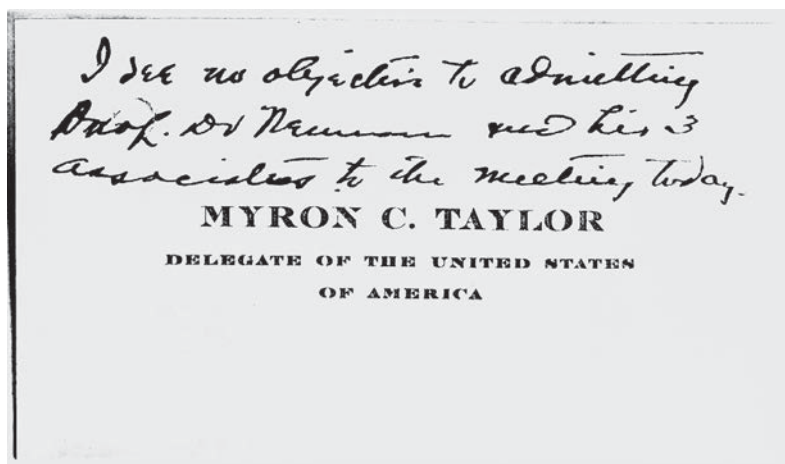 I see no objection to admitting
Prof. Dr Neumann and his 3
associates to the meeting today.
MYRON C. TAYLOR
DELEGATE OF THE UNITED STATES
OF AMERICA